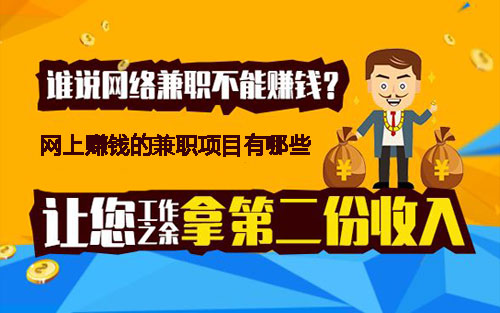 谁说网络兼职不能赚钱？
网上赚钱的兼职项目有哪些
让您工作之余拿第二份收入
¥ ¥